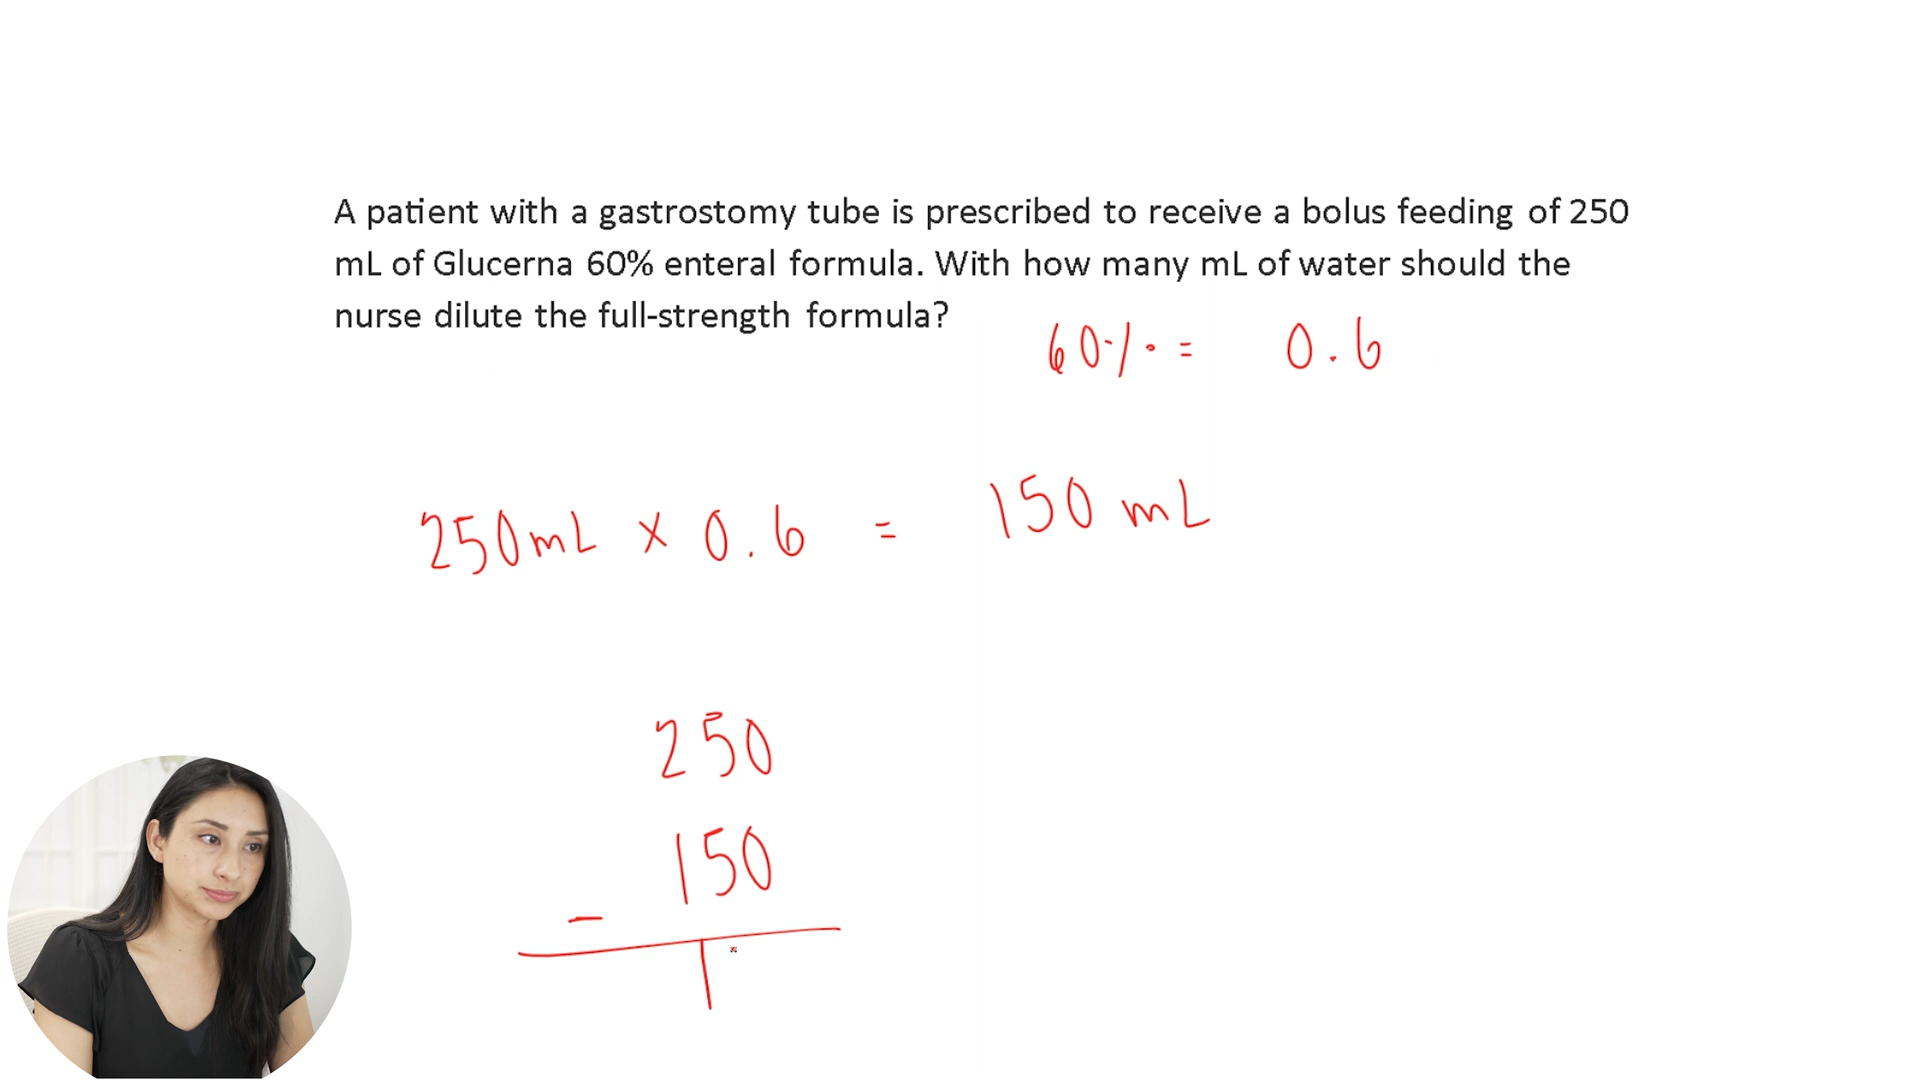 A patient with a gastrostomy tube is prescribed to receive a bolus feeding of 250
mL of Glucerna 60% enteral formula. With how many mL of water should the
nurse dilute the full-strength formula?
60% = 0.6
250mL x 0.6 = 150 mL
250
150
-
1